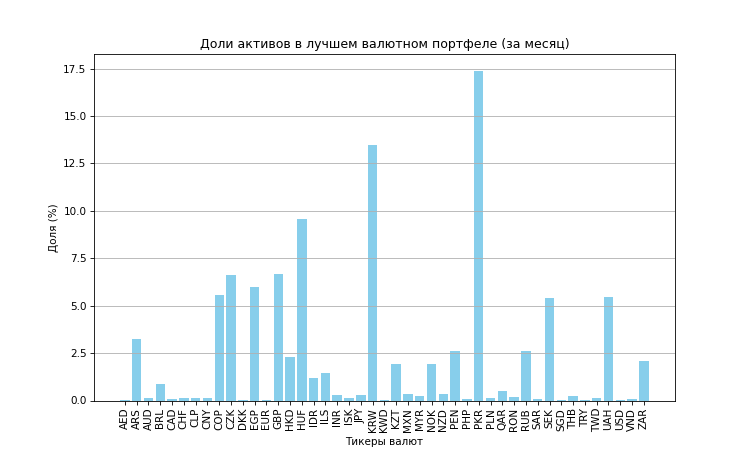 Доли активов в лучшем валютном портфеле (за месяц)
17.5
15.0
12.5
10.0
7.5
5.0
2.5
0.0
Доля (%)
AED ARS AUD BRL CAD CHF CLP CNY COP CZK DKK EGP EUR GBP HKD HUF IDR ILS INR ISK JPY KRW KWD KZT MXN MYR NOK NZD PEN PHP PKR PLN QAR RON RUB SAR SEK SGD THB TRY TWD UAH USD VND ZAR
Тикеры валют